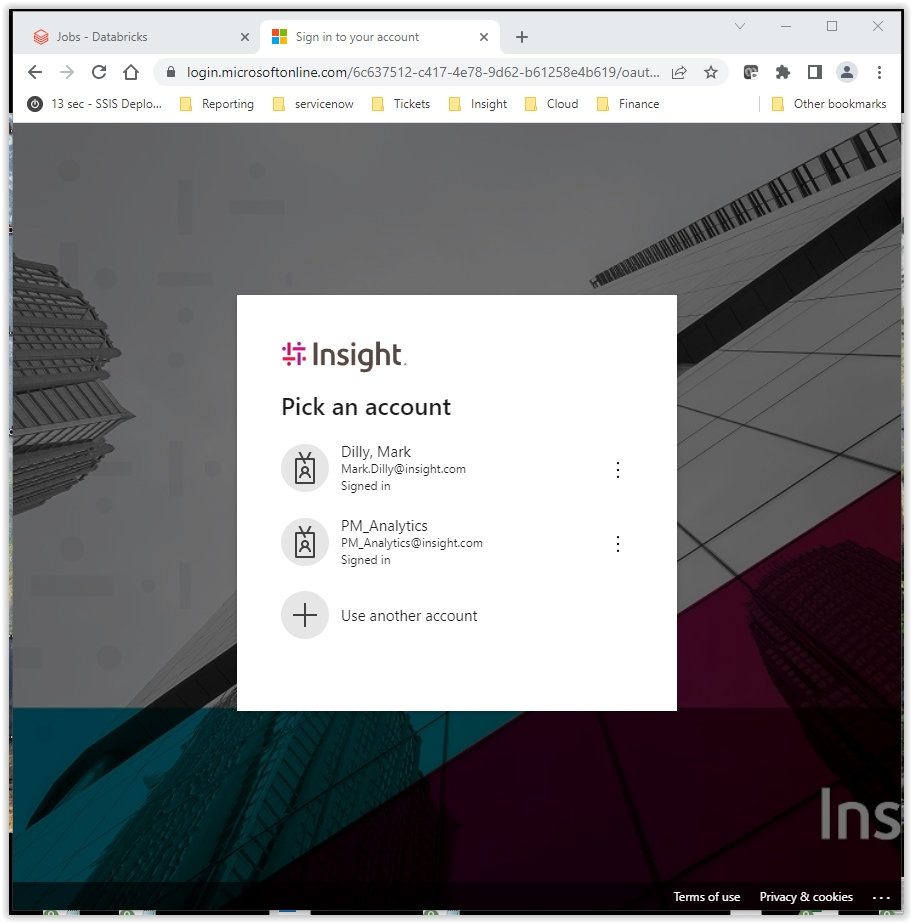 Jobs - Databricks
Sign in to your account
login.microsoftonline.com/6c637512-c417-4e78-9d62-b61258e4b619/oaut...
13 sec - SSIS Deplo...
Reporting
servicenow
Tickets
Insight
Cloud
Finance
Other bookmarks
Insight
Pick an account
Dilly, Mark
Mark.Dilly@insight.com
Signed in
PM_Analytics
PM_Analytics@insight.com
Signed in
Use another account
Ins
Terms of use
Privacy & cookies
...